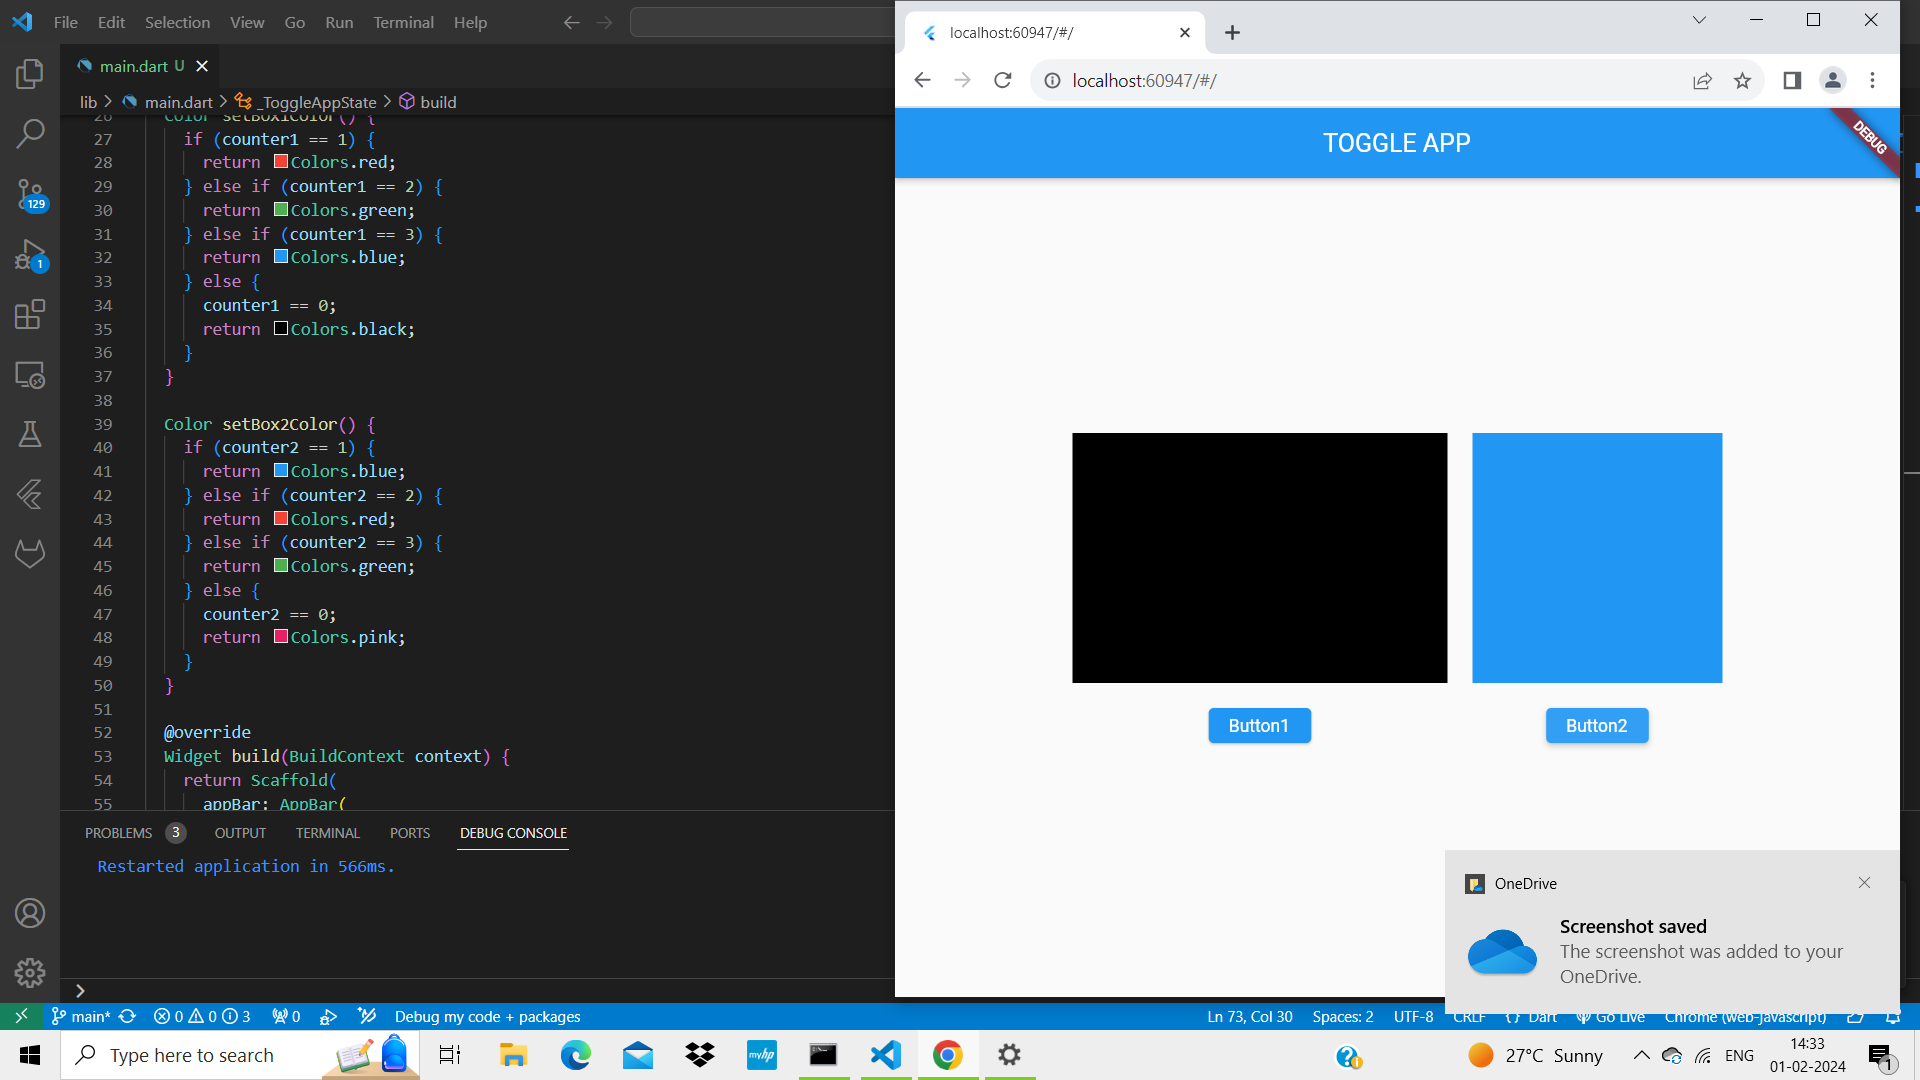 File Edit Selection View Go Run Terminal Help
main.dart U
lib > main.dart > _ToggleAppState > build
26 Color setBox1Color() {
27 if (counter1 == 1) {
28 return Colors.red;
29 } else if (counter1 == 2) {
30 return Colors.green;
31 } else if (counter1 == 3) {
32 return Colors.blue;
33 } else {
34 counter1 == 0;
35 return Colors.black;
36 }
37 }
38
39 Color setBox2Color() {
40 if (counter2 == 1) {
41 return Colors.blue;
42 } else if (counter2 == 2) {
43 return Colors.red;
44 } else if (counter2 == 3) {
45 return Colors.green;
46 } else {
47 counter2 == 0;
48 return Colors.pink;
49 }
50 }
51
52 @override
53 Widget build(BuildContext context) {
54 return Scaffold(
55 appBar: AppBar(
129
1
PROBLEMS 3 OUTPUT TERMINAL PORTS DEBUG CONSOLE
Restarted application in 566ms.
localhost:60947/#/
localhost:60947/#/
TOGGLE APP
DEBUG
Button1 Button2
OneDrive
Screenshot saved
The screenshot was added to your
OneDrive.
main* 0 0 3 0 Debug my code + packages Ln 73, Col 30 Spaces: 2 UTF-8 CRLF {} Dart Go Live Chrome (web-javascript)
Type here to search
myhp
27°C Sunny
ENG
14:33
01-02-2024
1